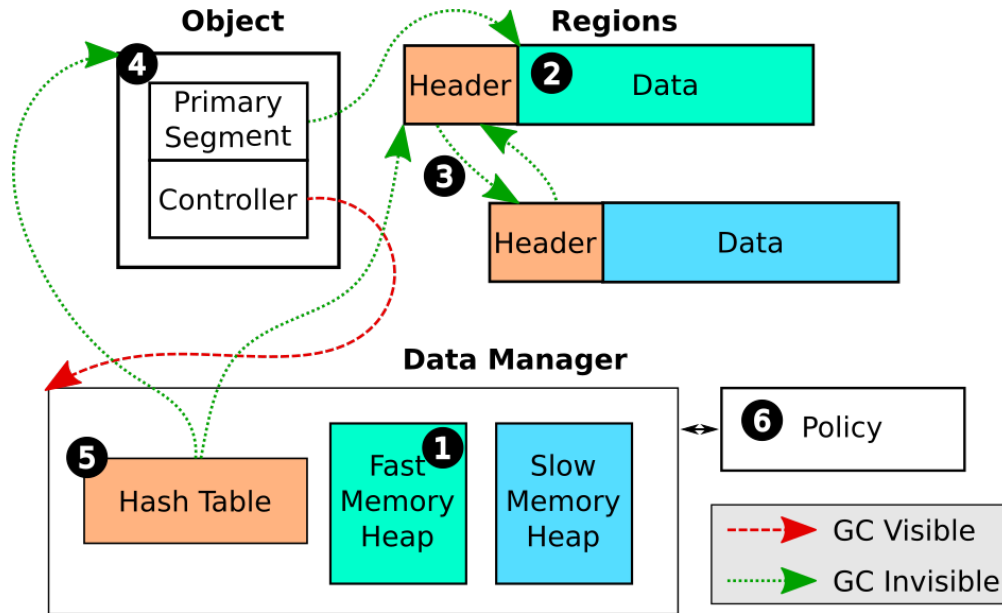 Object
Regions
4
Primary
Segment
Controller
Header
2
Data
3
Header
Data
Data Manager
5
Hash Table
1
Fast
Memory
Heap
Slow
Memory
Heap
6
Policy
GC Visible
GC Invisible